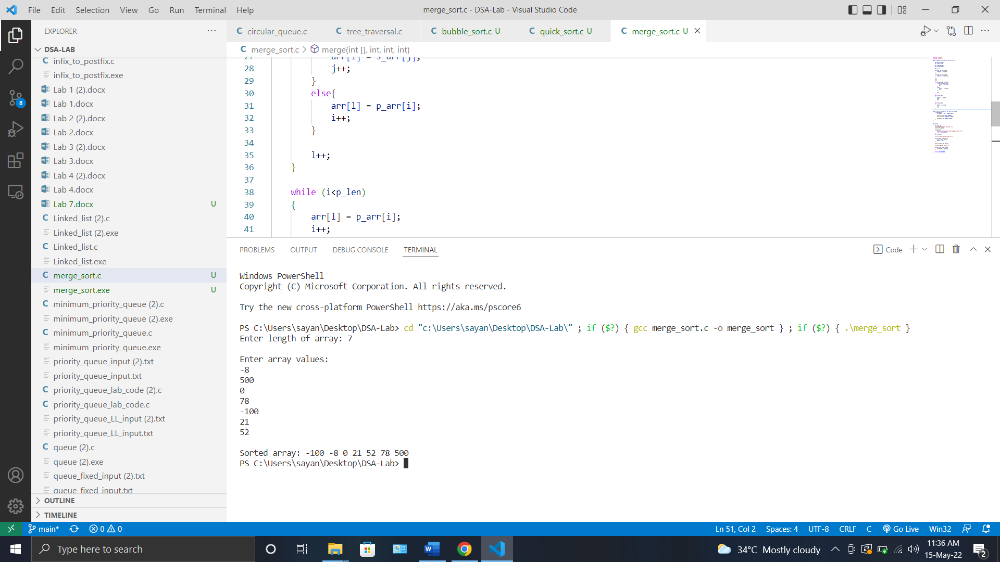 File Edit Selection View Go Run Terminal Help
merge_sort.c - DSA-Lab - Visual Studio Code
EXPLORER
DSA-LAB
infix_to_postfix.c
infix_to_postfix.exe
Lab 1 (2).docx
Lab 1.docx
Lab 2 (2).docx
Lab 2.docx
Lab 3 (2).docx
Lab 3.docx
Lab 4 (2).docx
Lab 4.docx
Lab 7.docx U
Linked_list (2).c
Linked_list (2).exe
Linked_list.c
Linked_list.exe
merge_sort.c U
merge_sort.exe U
minimum_priority_queue (2).c
minimum_priority_queue (2).exe
minimum_priority_queue.c
minimum_priority_queue.exe
priority_queue_input (2).txt
priority_queue_input.txt
priority_queue_lab_code (2).c
priority_queue_lab_code.c
priority_queue_LL_input (2).txt
priority_queue_LL_input.txt
queue (2).c
queue (2).exe
queue_fixed_input (2).txt
queue_fixed_input.txt
OUTLINE
TIMELINE
8
C circular_queue.c C tree_traversal.c C bubble_sort.c U C quick_sort.c U C merge_sort.c U
C merge_sort.c > merge(int [], int, int, int)
27 arr[l] = s_arr[j];
28 j++;
29 }
30 else{
31 arr[l] = p_arr[i];
32 i++;
33 }
34
35 l++;
36 }
37
38 while (i<p_len)
39 {
40 arr[l] = p_arr[i];
41 i++;
PROBLEMS OUTPUT DEBUG CONSOLE TERMINAL
Code
Windows PowerShell
Copyright (C) Microsoft Corporation. All rights reserved.
Try the new cross-platform PowerShell https://aka.ms/pscore6
PS C:\Users\sayan\Desktop\DSA-Lab> cd "c:\Users\sayan\Desktop\DSA-Lab\" ; if ($?) { gcc merge_sort.c -o merge_sort } ; if ($?) { .\merge_sort }
Enter length of array: 7
Enter array values:
-8
500
0
78
-100
21
52
Sorted array: -100 -8 0 21 52 78 500
PS C:\Users\sayan\Desktop\DSA-Lab>
main* 0 0
Ln 51, Col 2 Spaces: 4 UTF-8 CRLF C Go Live Win32
Type here to search
34°C Mostly cloudy
11:36 AM
15-May-22
2